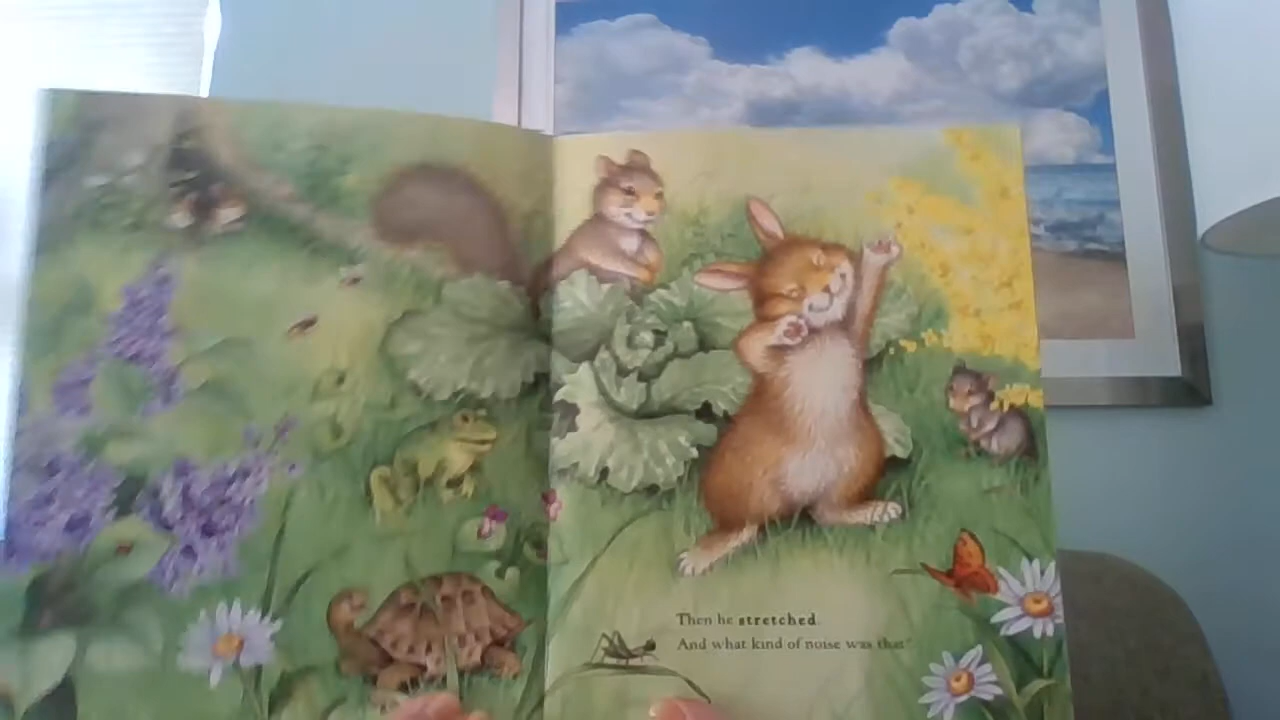 Then he stretched.
And what kind of noise was that?